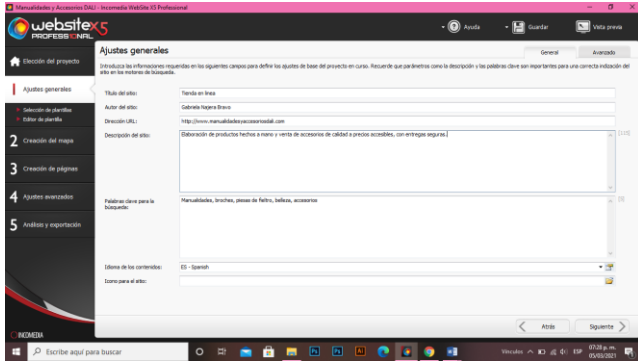 Manualidades y Accesorios DALI - Incomedia WebSite X5 Professional
websitex5
PROFESSIONAL
Ayuda
Guardar
Vista previa
Elección del proyecto
Ajustes generales
General
Avanzado
Introduzca las informaciones requeridas en los siguientes campos para definir los ajustes de base del proyecto en curso. Recuerde que parámetros como la descripción y las palabras clave son importantes para una correcta indización del
sitio en los motores de búsqueda.
1 Ajustes generales
Selección de plantillas
Editor de plantilla
2 Creación del mapa
3 Creación de páginas
4 Ajustes avanzados
5 Análisis y exportación
Título del sitio: Tienda en linea
Autor del sitio: Gabriela Najera Bravo
Dirección URL: http://www.manualidadesyaccesoriosdali.com
Descripción del sitio: Elaboración de productos hechos a mano y venta de accesorios de calidad a precios accesibles, con entregas seguras.
Palabras clave para la
búsqueda:
Manualidades, broches, piezas de fieltro, belleza, accesorios
Idioma de los contenidos: ES - Spanish
Icono para el sitio:
INCOMEDIA
Atrás
Siguiente
Escribe aquí para buscar
Vínculos
ESP
07:28 p. m.
05/03/2021